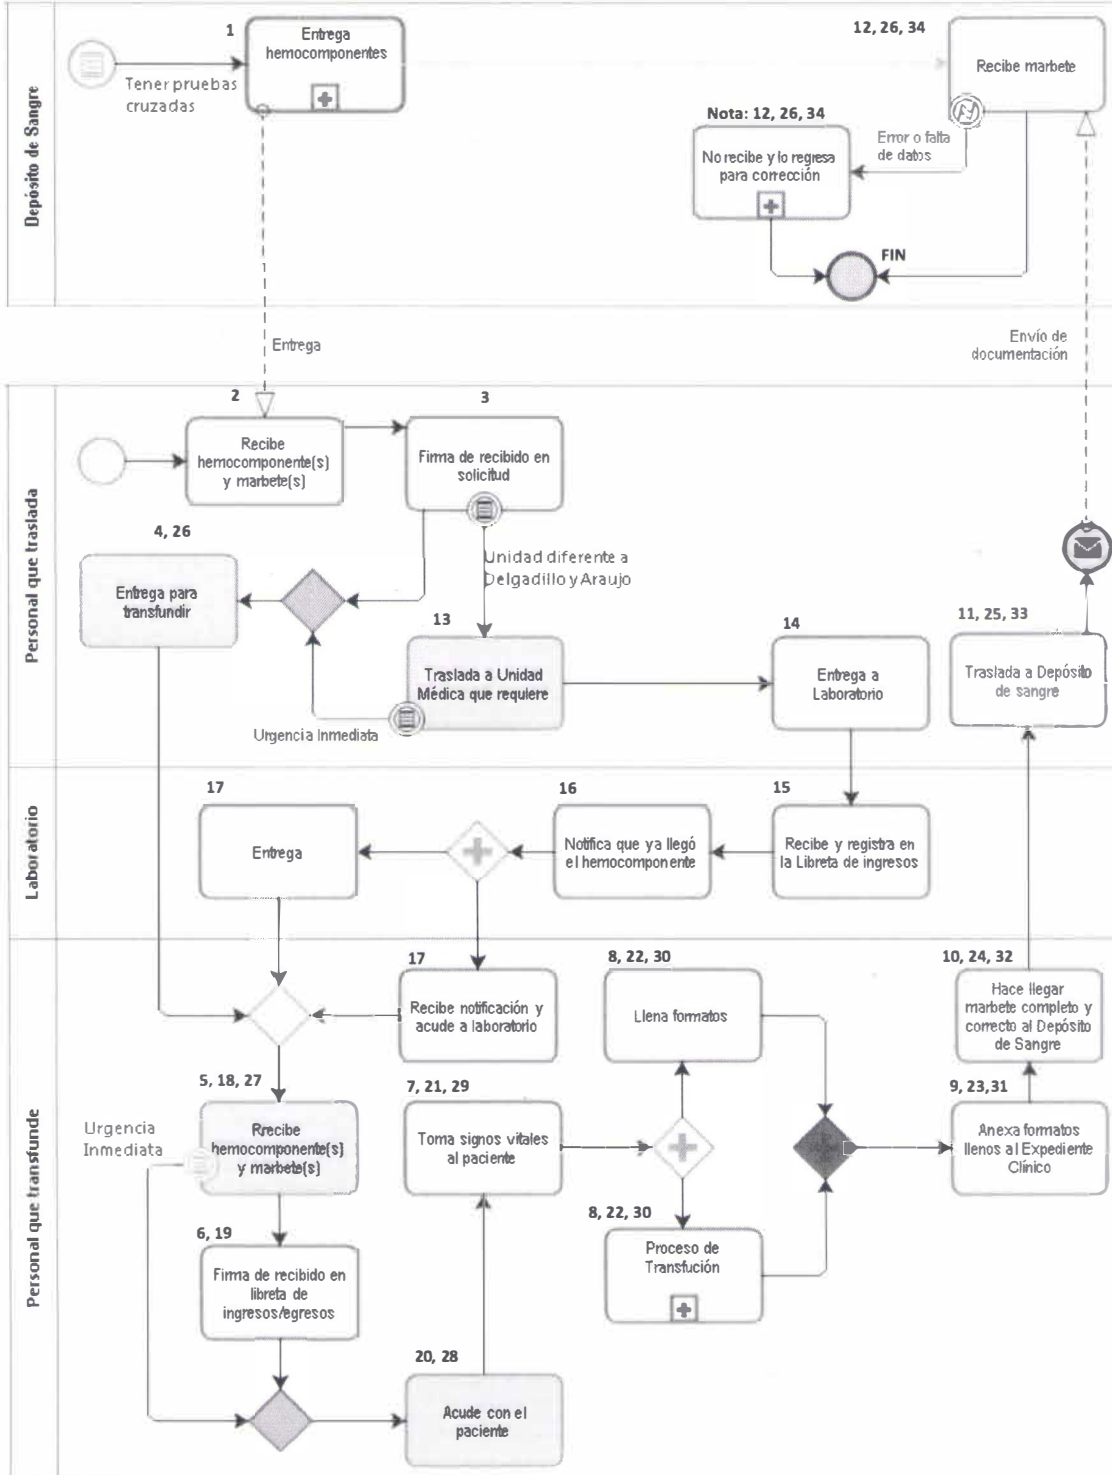 Depósito de Sangre
1
Entrega
hemocomponentes
Tener pruebas
cruzadas
12, 26, 34
Recibe marbete
Nota: 12, 26, 34
No recibe y lo regresa
para corrección
Error o falta
de datos
FIN
Entrega
Envío de
documentación
Personal que traslada
2
Recibe
hemocomponente(s)
y marbete(s)
3
Firma de recibido en
solicitud
4, 26
Entrega para
transfundir
Unidad diferente a
Delgadillo y Araujo
13
Traslada a Unidad
Médica que requiere
Urgencia Inmediata
14
Entrega a
Laboratorio
11, 25, 33
Traslada a Depósito
de sangre
Laboratorio
17
Entrega
16
Notifica que ya llegó
el hemocomponente
15
Recibe y registra en
la Libreta de ingresos
Personal que transfunde
17
Recibe notificación y
acude a laboratorio
8, 22, 30
Llena formatos
10, 24, 32
Hace llegar
marbete completo y
correcto al Depósito
de Sangre
5, 18, 27
Rrecibe
hemocomponente(s)
y marbete(s)
Urgencia
Inmediata
7, 21, 29
Toma signos vitales
al paciente
9, 23,31
Anexa formatos
llenos al Expediente
Clínico
6, 19
Firma de recibido en
libreta de
ingresos/egresos
8, 22, 30
Proceso de
Transfución
20, 28
Acude con el
paciente